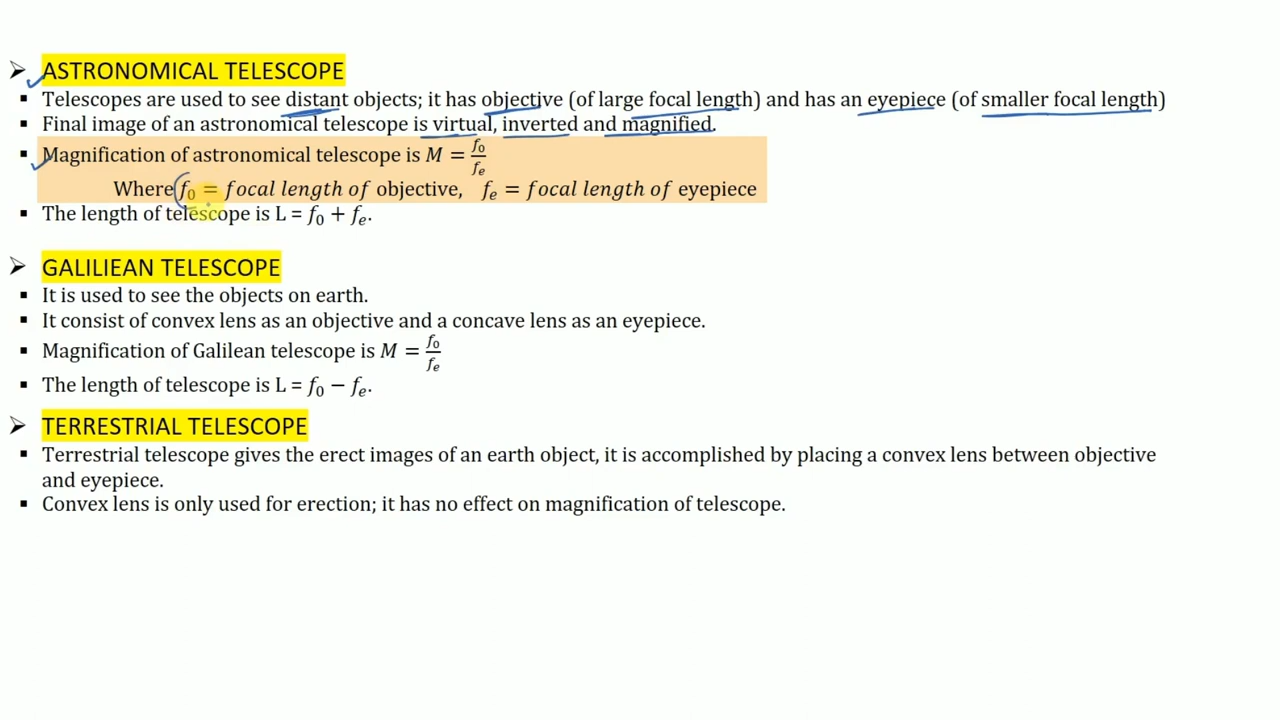 ➢ ASTRONOMICAL TELESCOPE
▪ Telescopes are used to see distant objects; it has objective (of large focal length) and has an eyepiece (of smaller focal length)
▪ Final image of an astronomical telescope is virtual, inverted and magnified.
▪ Magnification of astronomical telescope is M = f₀/fₑ
Where f₀ = focal length of objective, fₑ = focal length of eyepiece
▪ The length of telescope is L = f₀ + fₑ.
➢ GALILIEAN TELESCOPE
▪ It is used to see the objects on earth.
▪ It consist of convex lens as an objective and a concave lens as an eyepiece.
▪ Magnification of Galilean telescope is M = f₀/fₑ
▪ The length of telescope is L = f₀ − fₑ.
➢ TERRESTRIAL TELESCOPE
▪ Terrestrial telescope gives the erect images of an earth object, it is accomplished by placing a convex lens between objective
and eyepiece.
▪ Convex lens is only used for erection; it has no effect on magnification of telescope.